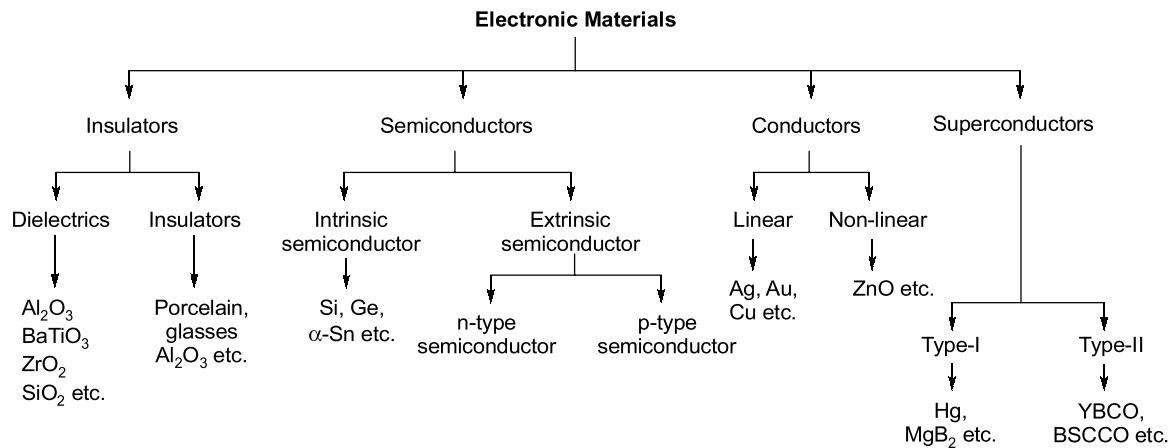 Electronic Materials
Insulators
Semiconductors
Conductors
Superconductors
Dielectrics
Insulators
Intrinsic
semiconductor
Extrinsic
semiconductor
Linear
Non-linear
Al₂O₃
BaTiO₃
ZrO₂
SiO₂ etc.
Porcelain,
glasses
Al₂O₃ etc.
Si, Ge,
α-Sn etc.
n-type
semiconductor
p-type
semiconductor
Ag, Au,
Cu etc.
ZnO etc.
Type-I
Type-II
Hg,
MgB₂ etc.
YBCO,
BSCCO etc.